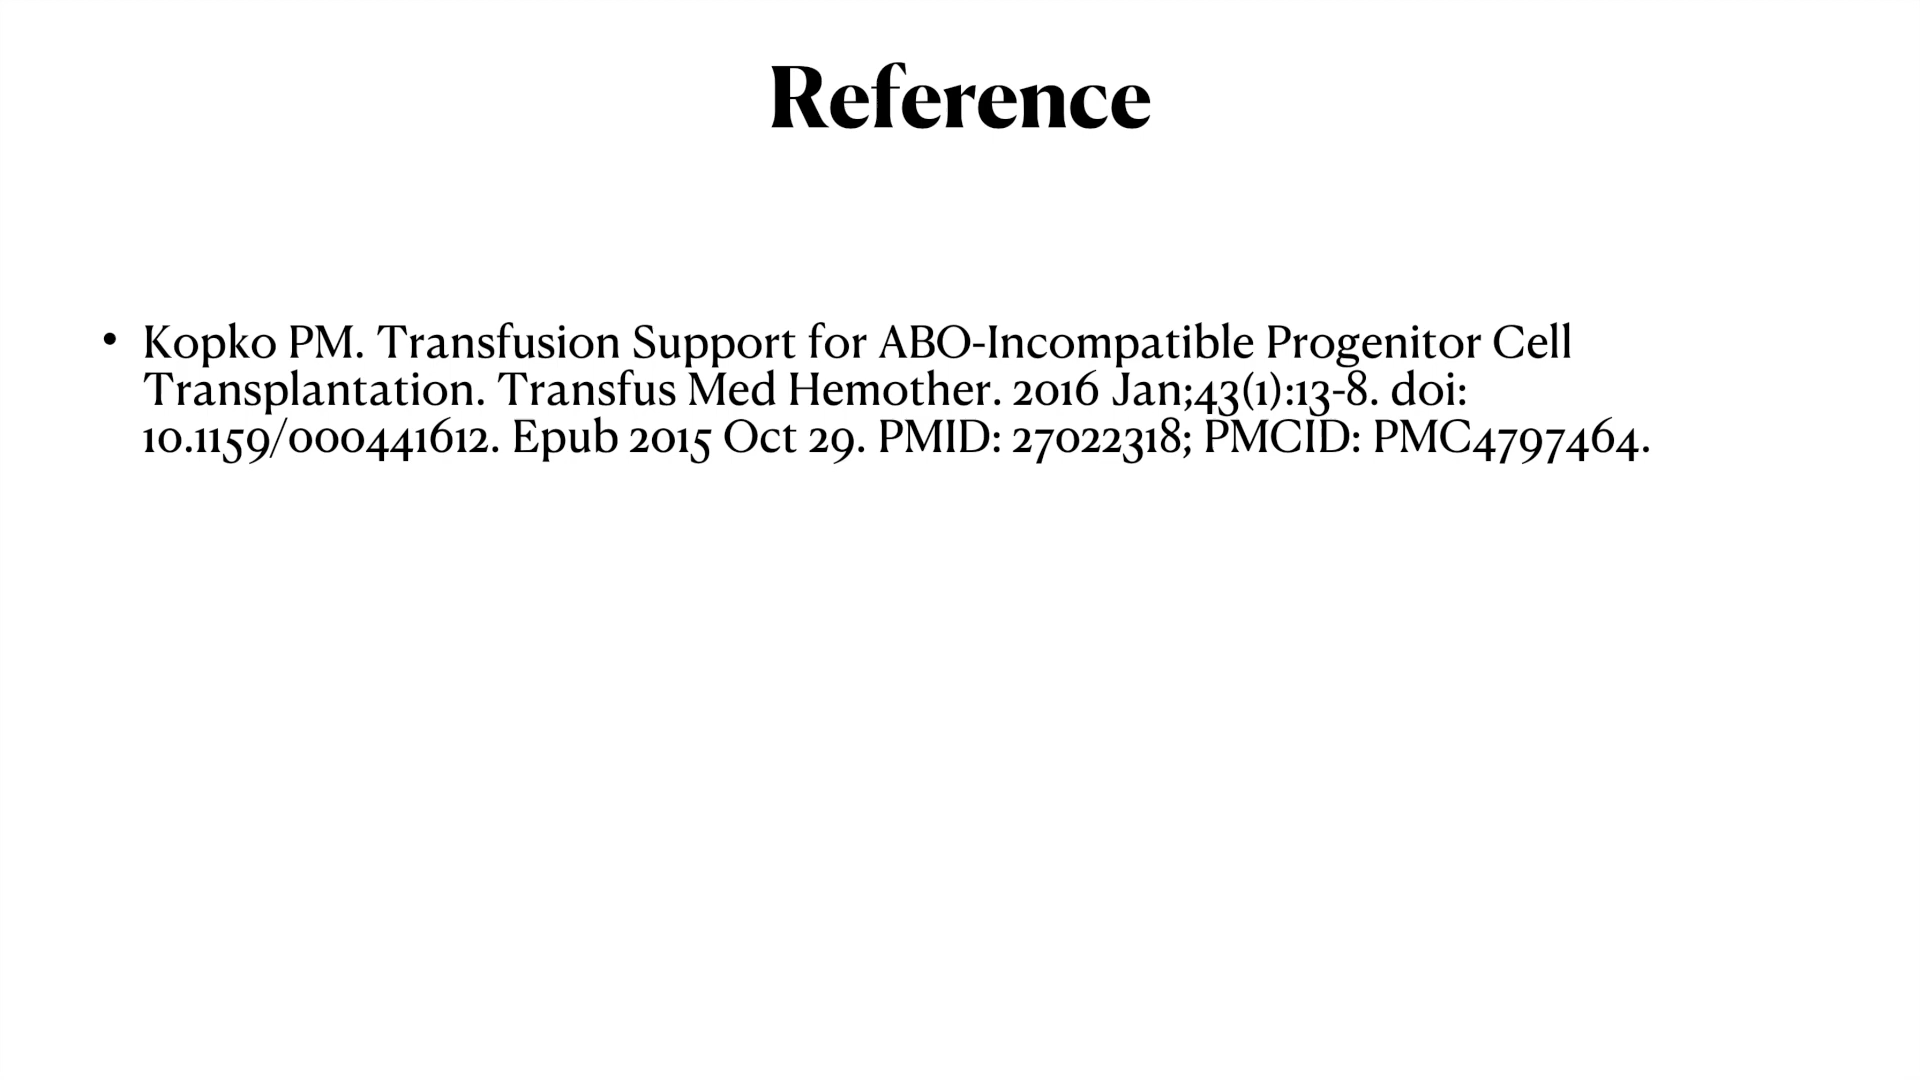 Reference
• Kopko PM. Transfusion Support for ABO-Incompatible Progenitor Cell
Transplantation. Transfus Med Hemother. 2016 Jan;43(1):13-8. doi:
10.1159/000441612. Epub 2015 Oct 29. PMID: 27022318; PMCID: PMC4797464.